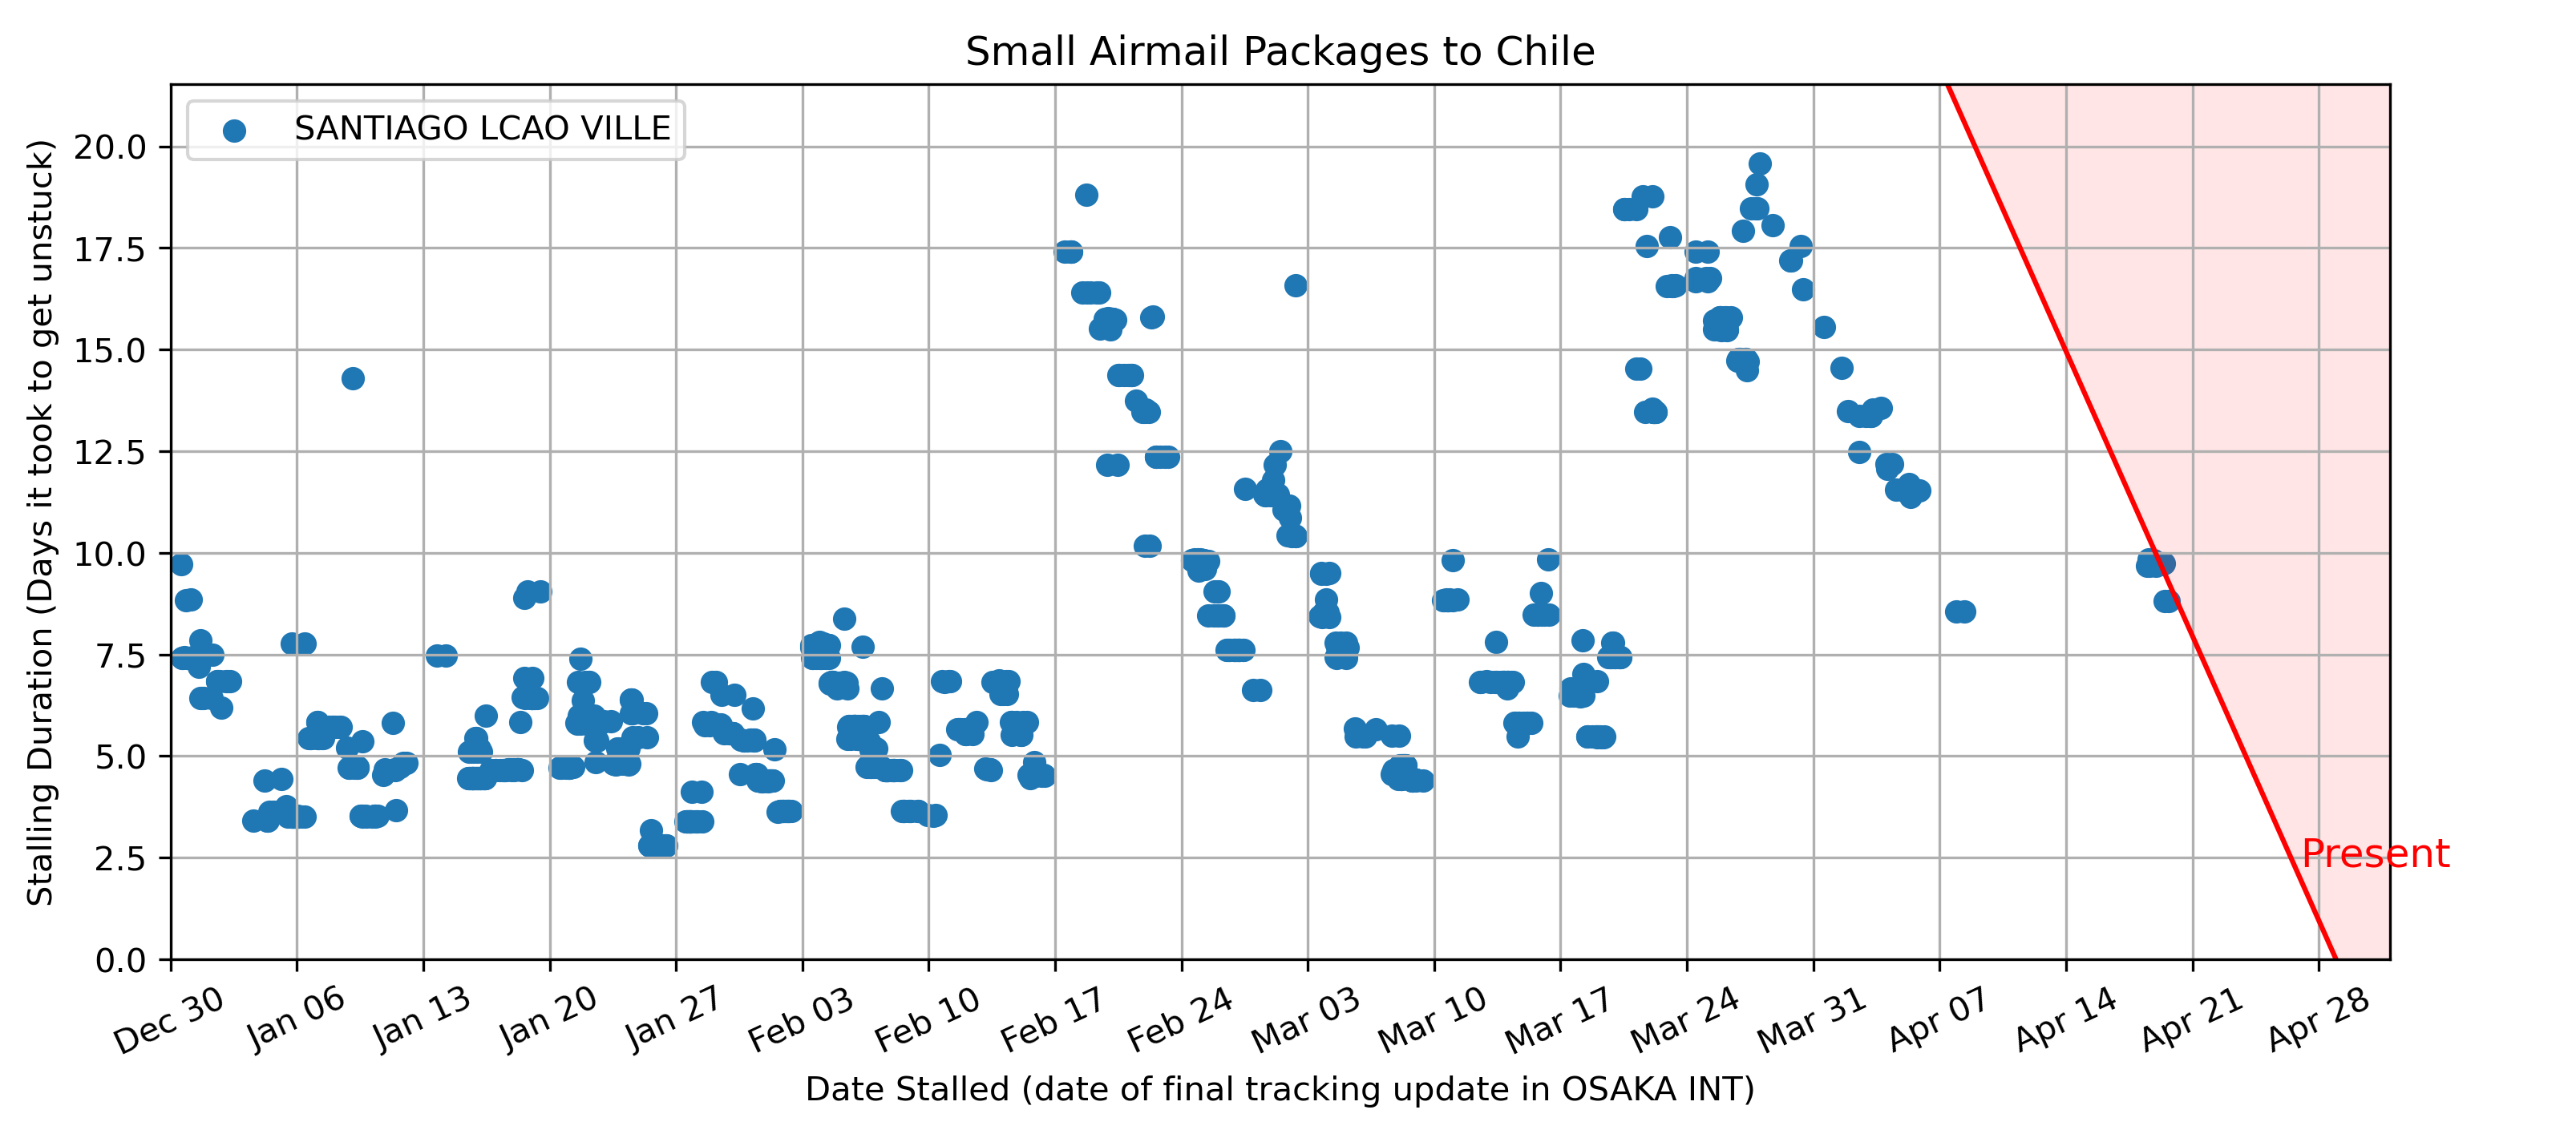 Small Airmail Packages to Chile
SANTIAGO LCAO VILLE
Stalling Duration (Days it took to get unstuck)
20.0
17.5
15.0
12.5
10.0
7.5
5.0
2.5
0.0
Present
Dec 30
Jan 06
Jan 13
Jan 20
Jan 27
Feb 03
Feb 10
Feb 17
Feb 24
Mar 03
Mar 10
Mar 17
Mar 24
Mar 31
Apr 07
Apr 14
Apr 21
Apr 28
Date Stalled (date of final tracking update in OSAKA INT)